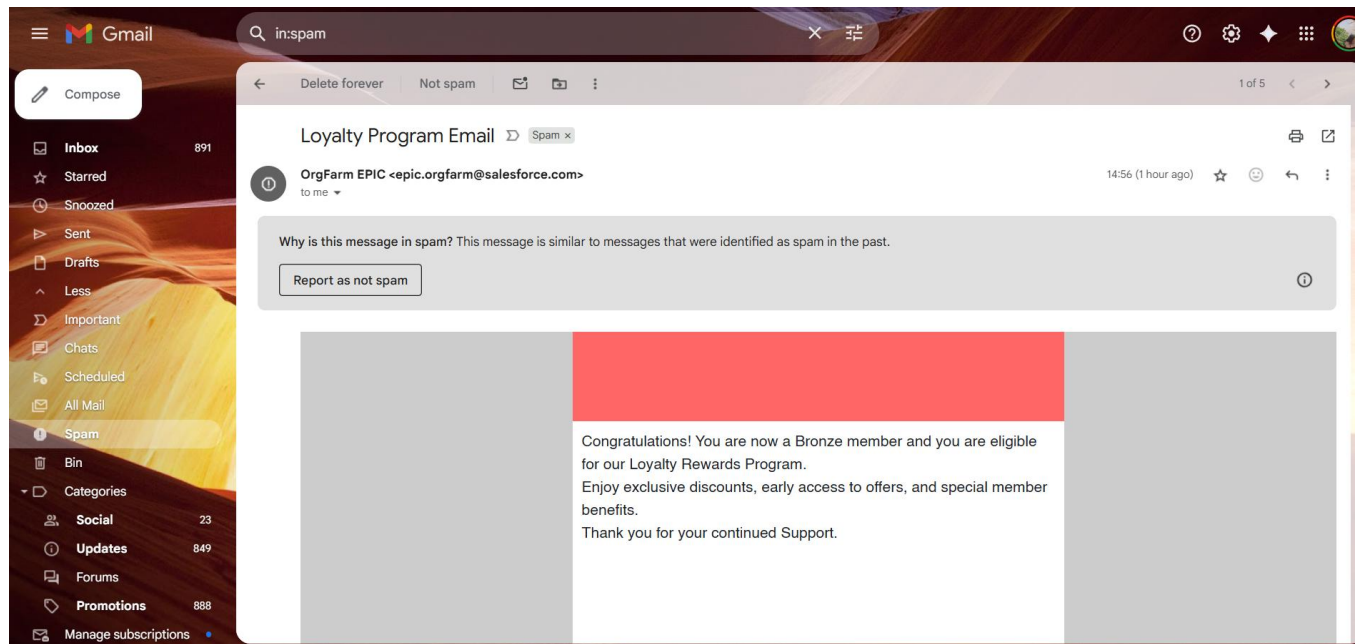 Gmail
in:spam
Compose
Delete forever
Not spam
1 of 5
Inbox 891
Starred
Snoozed
Sent
Drafts
Less
Important
Chats
Scheduled
All Mail
Spam
Bin
Categories
Social 23
Updates 849
Forums
Promotions 888
Manage subscriptions
Loyalty Program Email
Spam ×
OrgFarm EPIC <epic.orgfarm@salesforce.com>
14:56 (1 hour ago)
to me
Why is this message in spam? This message is similar to messages that were identified as spam in the past.
Report as not spam
Congratulations! You are now a Bronze member and you are eligible
for our Loyalty Rewards Program.
Enjoy exclusive discounts, early access to offers, and special member
benefits.
Thank you for your continued Support.